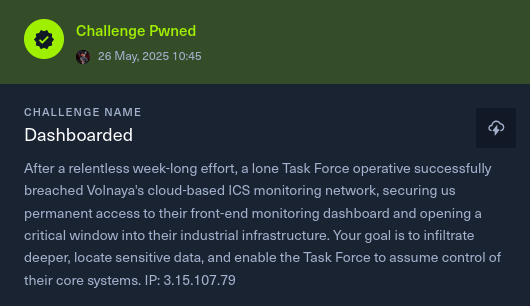 Challenge Pwned
26 May, 2025 10:45
CHALLENGE NAME
Dashboarded
After a relentless week-long effort, a lone Task Force operative successfully
breached Volnaya's cloud-based ICS monitoring network, securing us
permanent access to their front-end monitoring dashboard and opening a
critical window into their industrial infrastructure. Your goal is to infiltrate
deeper, locate sensitive data, and enable the Task Force to assume control of
their core systems. IP: 3.15.107.79